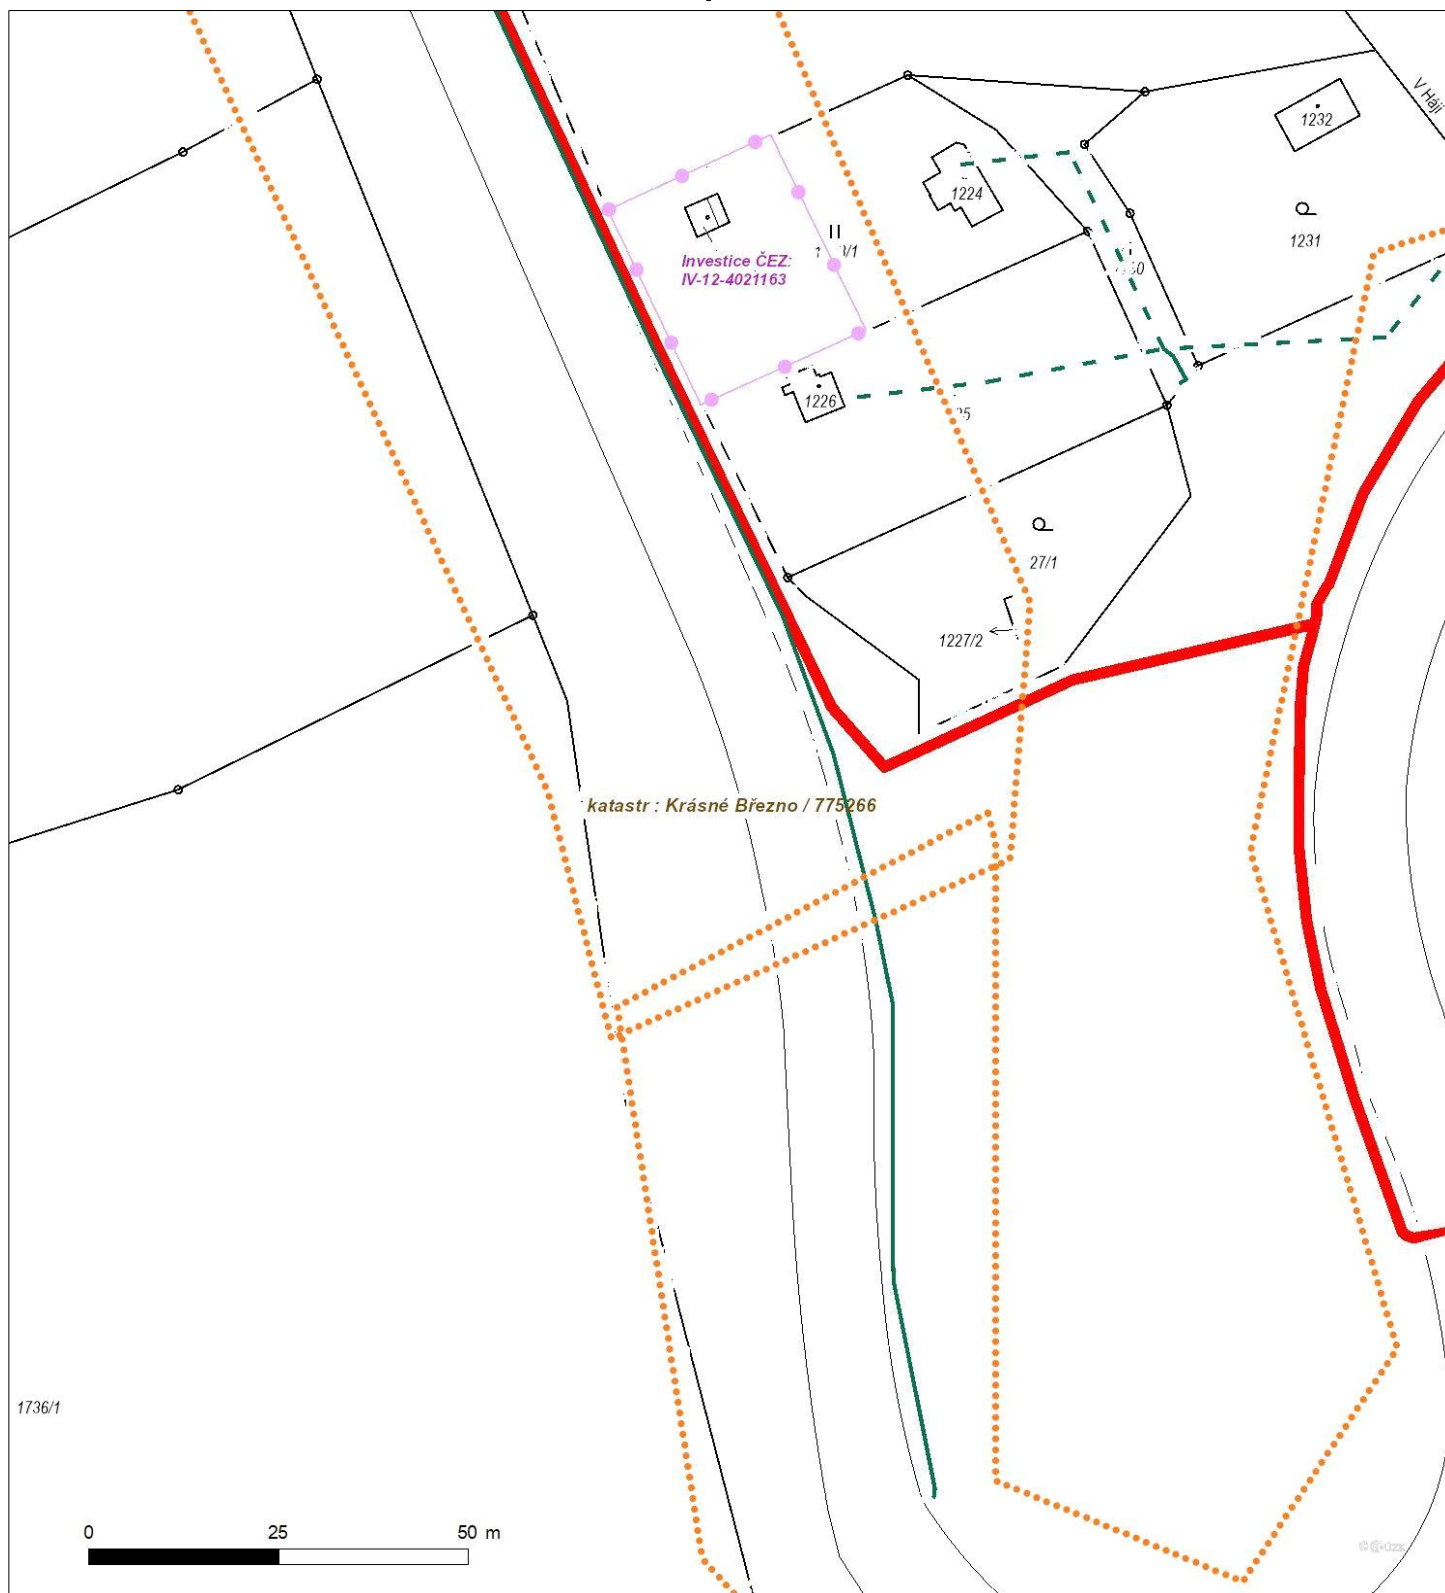 V Háji
1232
1224
1231
Investice ČEZ:
IV-12-4021163
1226
27/1
1227/2
katastr : Krásné Březno / 775266
1736/1
0 25 50 m